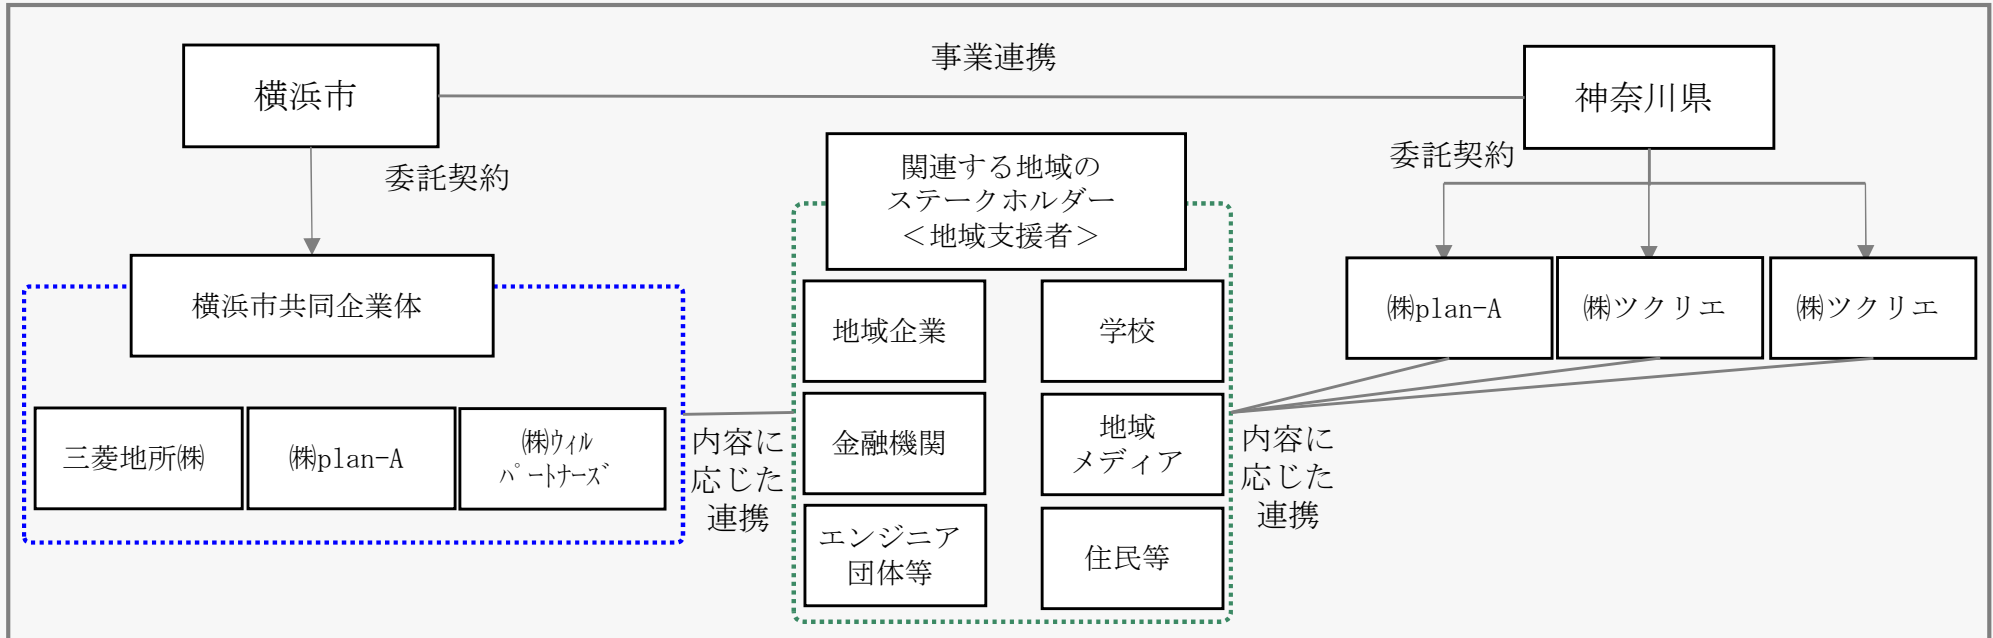 事業連携
横浜市
神奈川県
委託契約
委託契約
関連する地域の
ステークホルダー
＜地域支援者＞
横浜市共同企業体
㈱plan-A
㈱ツクリエ
㈱ツクリエ
地域企業
学校
三菱地所㈱
㈱plan-A
㈱ウィル
パートナーズ
内容に
応じた
連携
金融機関
地域
メディア
内容に
応じた
連携
エンジニア
団体等
住民等